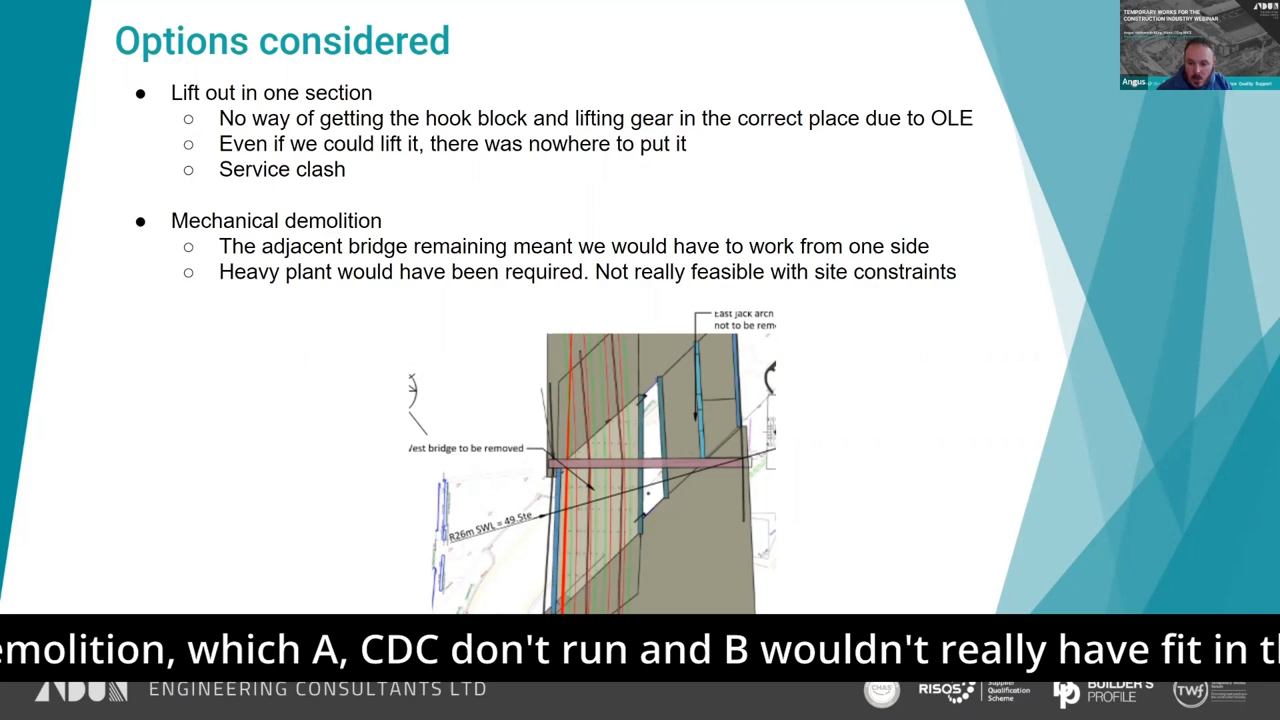 Options considered
TEMPORARY WORKS FOR THE
CONSTRUCTION INDUSTRY WEBINAR
Angus
● Lift out in one section
○ No way of getting the hook block and lifting gear in the correct place due to OLE
○ Even if we could lift it, there was nowhere to put it
○ Service clash
● Mechanical demolition
○ The adjacent bridge remaining meant we would have to work from one side
○ Heavy plant would have been required. Not really feasible with site constraints
East jack arch
not to be rem
West bridge to be removed
R26m SWL = 49.5te
emolition, which A, CDC don't run and B wouldn't really have fit in th
ENGINEERING CONSULTANTS LTD
CHAS
RISQS
Supplier
Qualification
Scheme
BUILDER'S
PROFILE
TWf